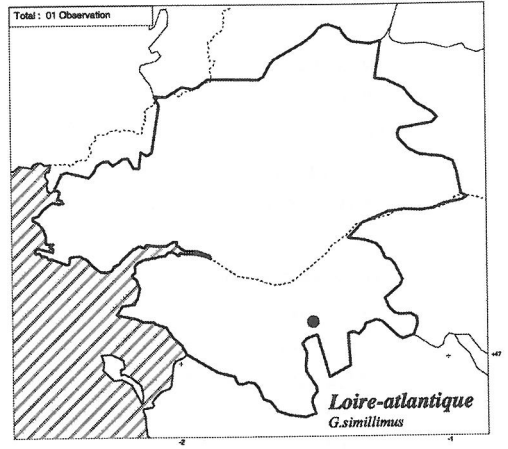 Total : 01 Observation
+47
Loire-atlantique
G.simillimus
-2
-1